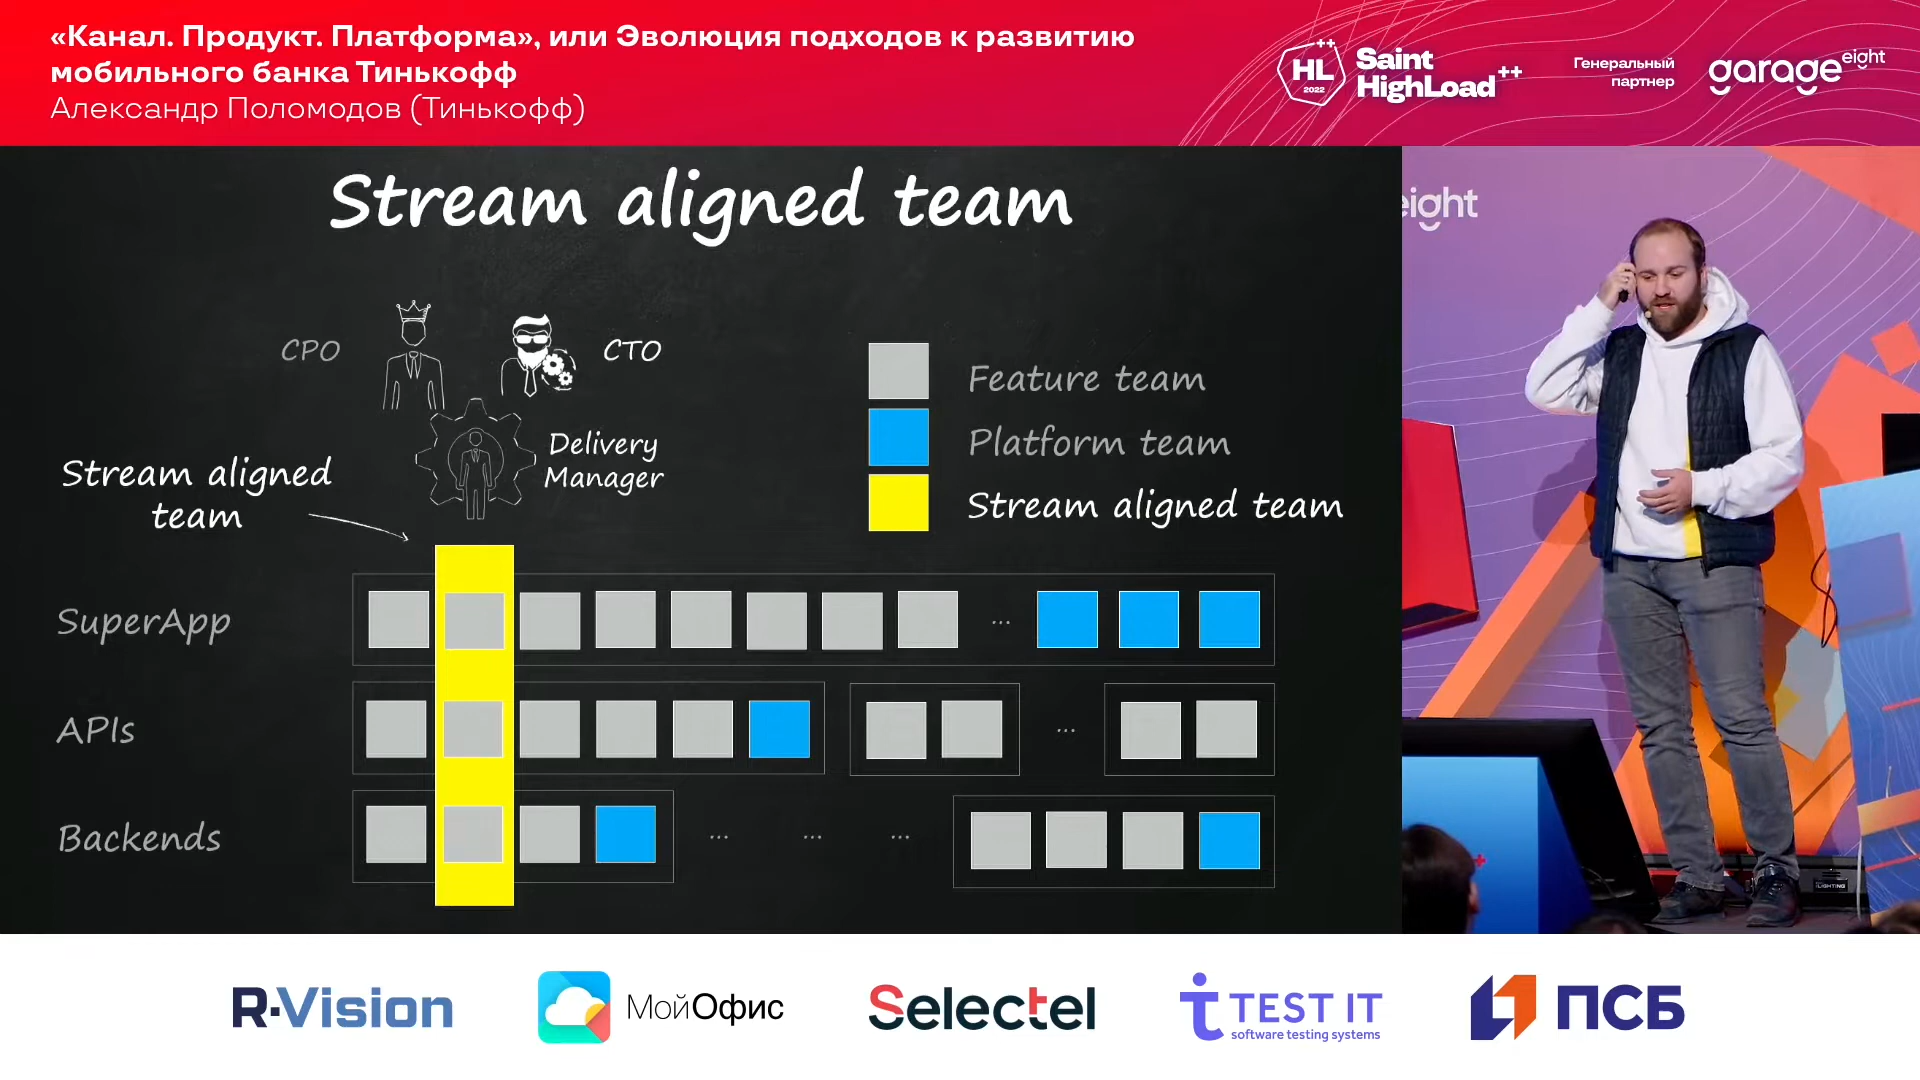 «Канал. Продукт. Платформа», или Эволюция подходов к развитию
мобильного банка Тинькофф
Александр Поломодов (Тинькофф)
HL
++
2022
Saint
HighLoad++
Генеральный
партнер
garage eight
Stream aligned team
CPO
CTO
Delivery
Manager
Stream aligned
team
Feature team
Platform team
Stream aligned team
SuperApp
...
APIs
...
Backends
... ... ...
eight
R·Vision
МойОфис
Selectel
TEST IT
software testing systems
ПСБ